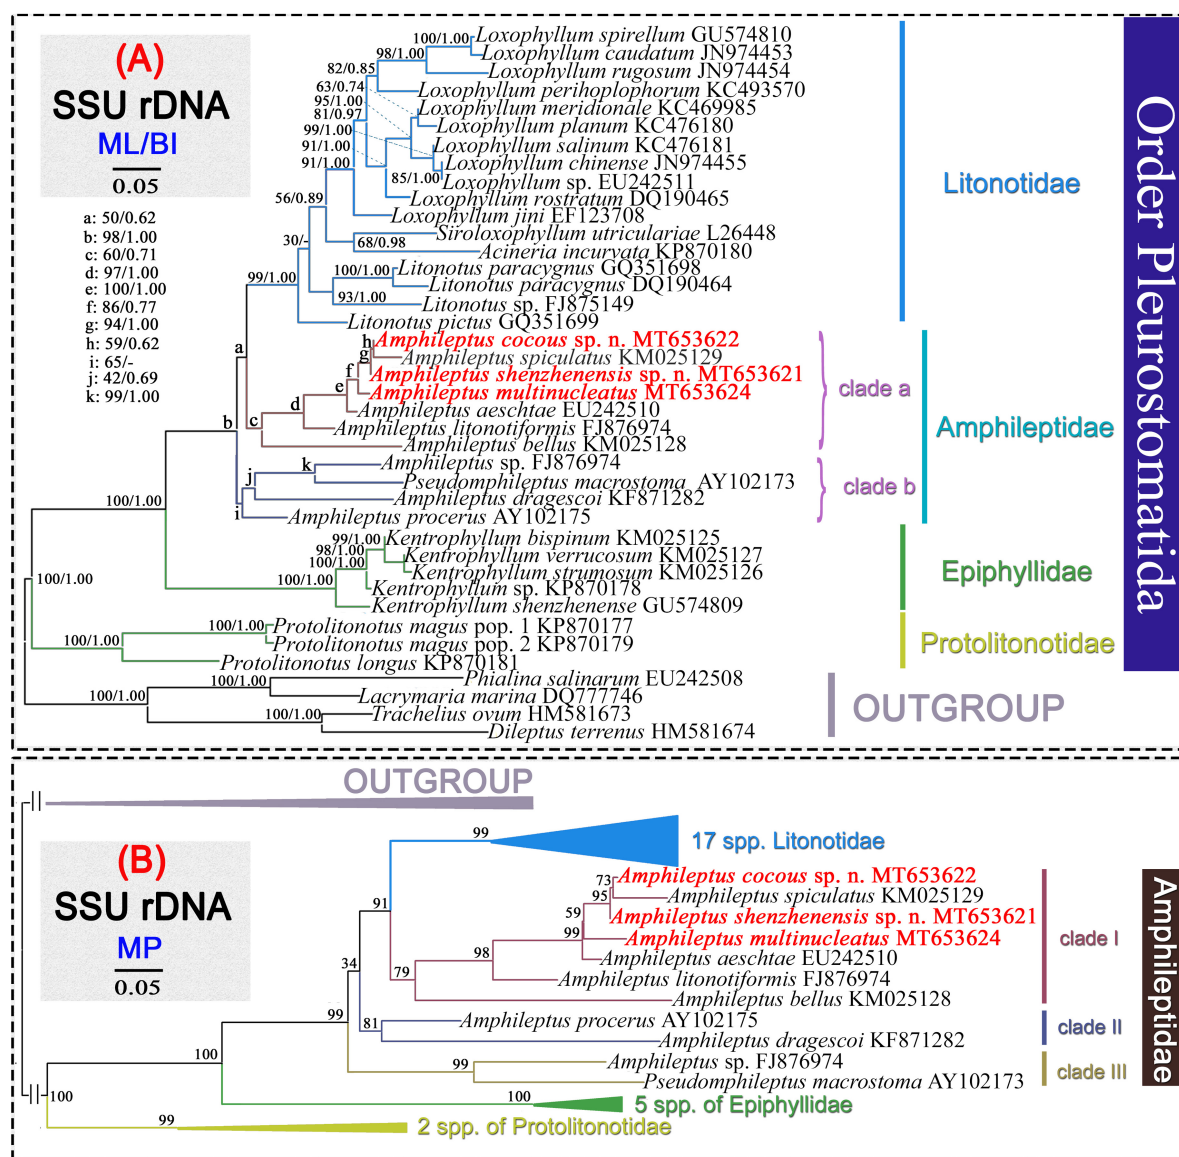 (A)
SSU rDNA
ML/BI
0.05
a: 50/0.62
b: 98/1.00
c: 60/0.71
d: 97/1.00
e: 100/1.00
f: 86/0.77
g: 94/1.00
h: 59/0.62
i: 65/-
j: 42/0.69
k: 99/1.00
100/1.00
98/1.00
82/0.85
63/0.74
95/1.00
81/0.97
99/1.00
91/1.00
91/1.00
85/1.00
56/0.89
68/0.98
30/-
100/1.00
99/1.00
93/1.00
a
b
c
d
e
f
g
h
i
j
k
100/1.00
99/1.00
98/1.00
100/1.00
100/1.00
100/1.00
100/1.00
100/1.00
100/1.00
100/1.00
100/1.00
Loxophyllum spirellum GU574810
Loxophyllum caudatum JN974453
Loxophyllum rugosum JN974454
Loxophyllum perihoplophorum KC493570
Loxophyllum meridionale KC469985
Loxophyllum planum KC476180
Loxophyllum salinum KC476181
Loxophyllum chinense JN974455
Loxophyllum sp. EU242511
Loxophyllum rostratum DQ190465
Loxophyllum jini EF123708
Siroloxophyllum utriculariae L26448
Acineria incurvata KP870180
Litonotus paracygnus GQ351698
Litonotus paracygnus DQ190464
Litonotus sp. FJ875149
Litonotus pictus GQ351699
Amphileptus cocous sp. n. MT653622
Amphileptus spiculatus KM025129
Amphileptus shenzhenensis sp. n. MT653621
Amphileptus multinucleatus MT653624
Amphileptus aeschtae EU242510
Amphileptus litonotiformis FJ876974
Amphileptus bellus KM025128
Amphileptus sp. FJ876974
Pseudomphileptus macrostoma AY102173
Amphileptus dragescoi KF871282
Amphileptus procerus AY102175
Kentrophyllum bispinum KM025125
Kentrophyllum verrucosum KM025127
Kentrophyllum strumosum KM025126
Kentrophyllum sp. KP870178
Kentrophyllum shenzhenense GU574809
Protolitonotus magus pop. 1 KP870177
Protolitonotus magus pop. 2 KP870179
Protolitonotus longus KP870181
Phialina salinarum EU242508
Lacrymaria marina DQ777746
Trachelius ovum HM581673
Dileptus terrenus HM581674
Litonotidae
clade a
Amphileptidae
clade b
Epiphyllidae
Protolitonotidae
OUTGROUP
Order Pleurostomatida
OUTGROUP
(B)
SSU rDNA
MP
0.05
99
17 spp. Litonotidae
73
95
59
99
98
79
91
34
81
99
99
100
100
100
99
Amphileptus cocous sp. n. MT653622
Amphileptus spiculatus KM025129
Amphileptus shenzhenensis sp. n. MT653621
Amphileptus multinucleatus MT653624
Amphileptus aeschtae EU242510
Amphileptus litonotiformis FJ876974
Amphileptus bellus KM025128
Amphileptus procerus AY102175
Amphileptus dragescoi KF871282
Amphileptus sp. FJ876974
Pseudomphileptus macrostoma AY102173
5 spp. of Epiphyllidae
2 spp. of Protolitonotidae
clade I
clade II
clade III
Amphileptidae